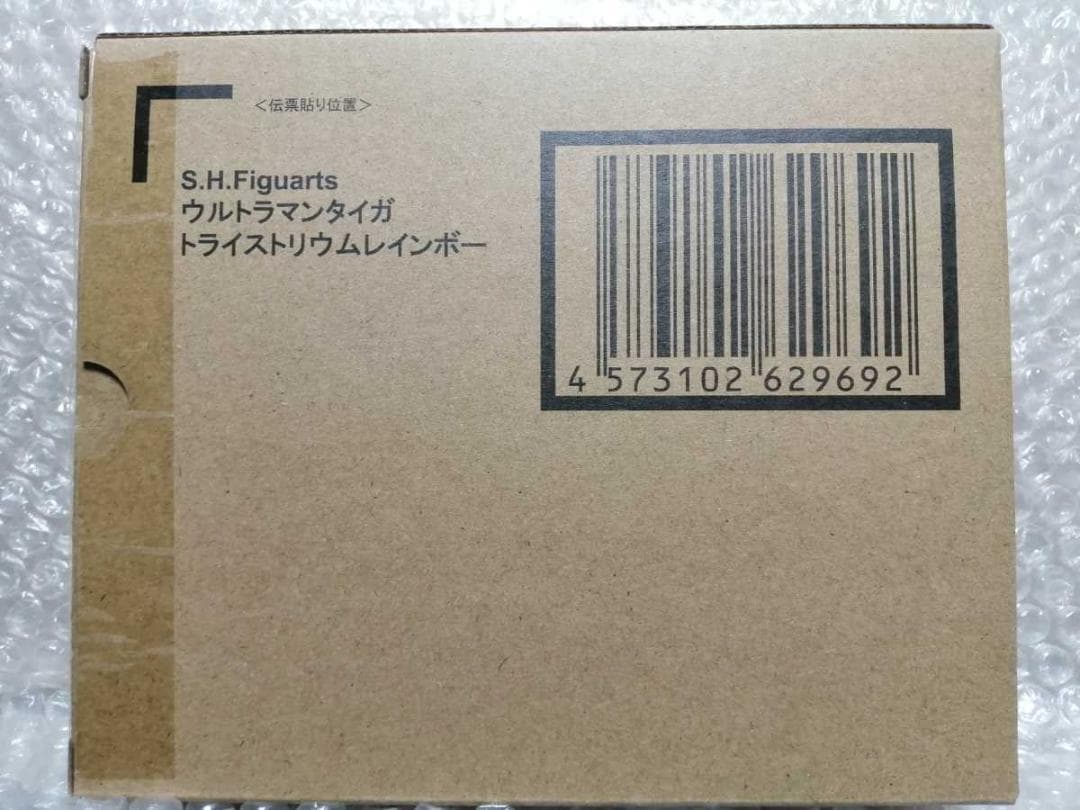 <伝票貼り位置>
S.H.Figuarts
ウルトラマンタイガ
トライストリウムレインボー
4 573102 629692